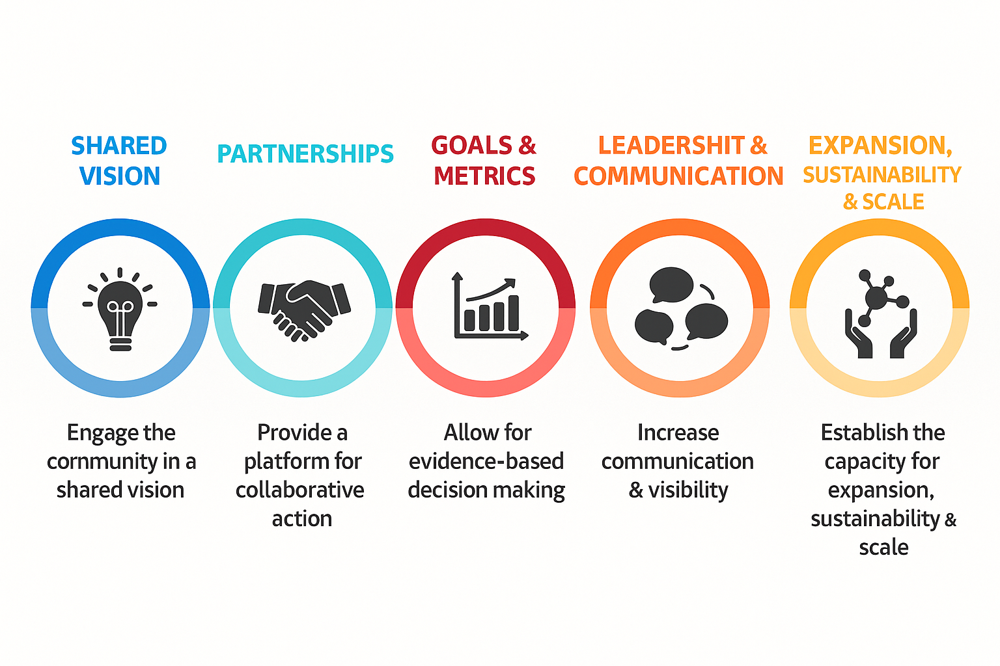 SHARED
VISION
PARTNERSHIPS
GOALS &
METRICS
LEADERSHIT &
COMMUNICATION
EXPANSION,
SUSTAINABILITY
& SCALE
Engage the
cornmunity in a
shared vision
Provide a
platform for
collaborative
action
Allow for
evidence-based
decision making
Increase
communication
& visibility
Establish the
capacity for
expansion,
sustainability &
scale